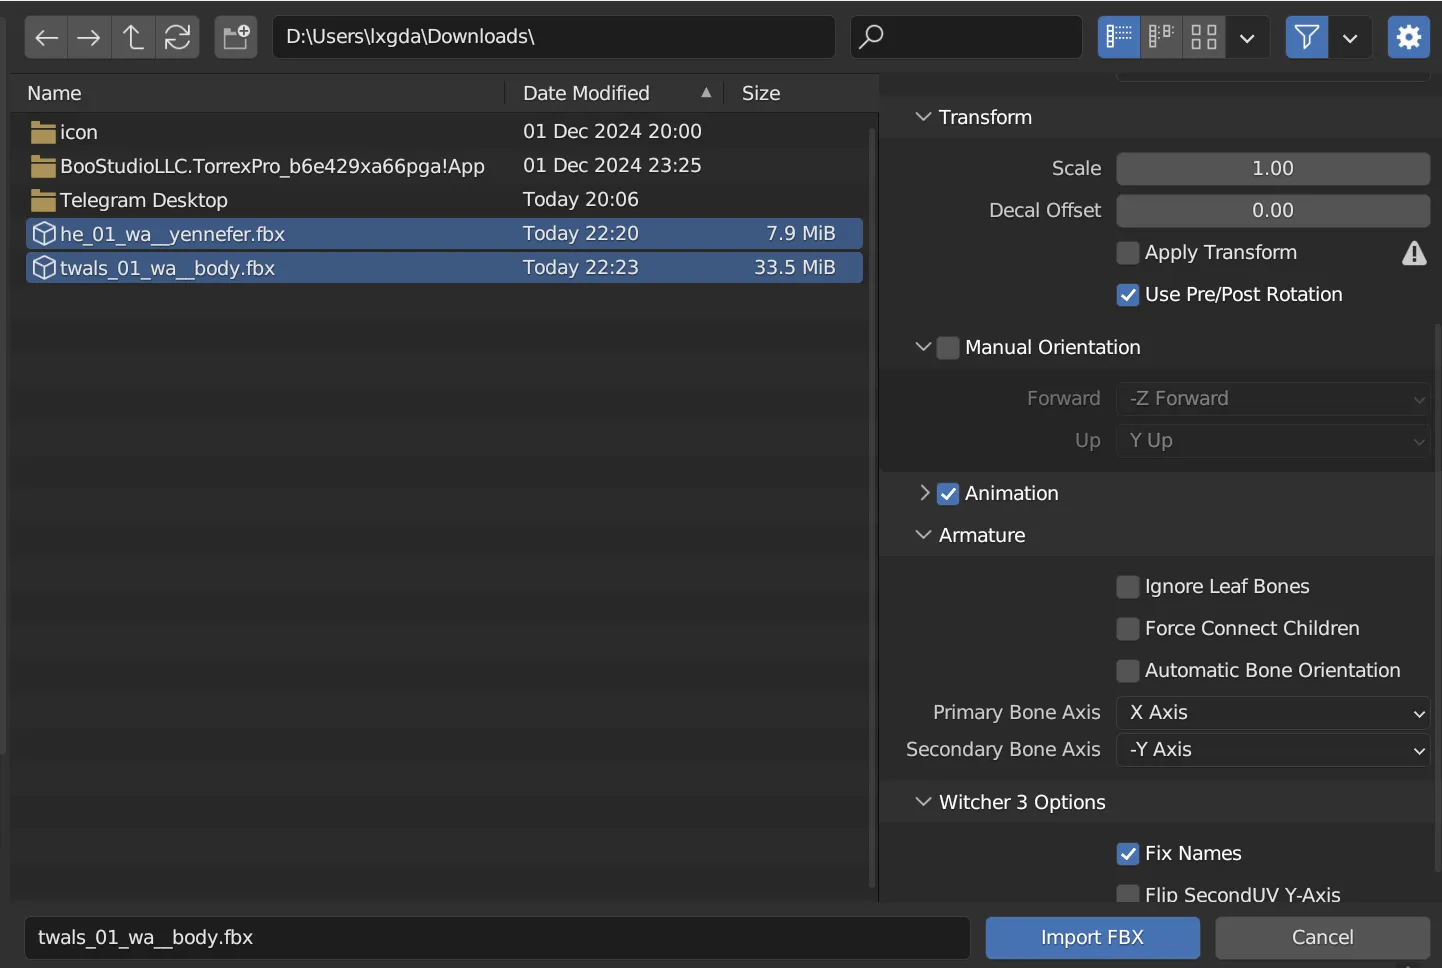 D:\Users\lxgda\Downloads\
Name Date Modified Size
icon 01 Dec 2024 20:00
BooStudioLLC.TorrexPro_b6e429xa66pga!App 01 Dec 2024 23:25
Telegram Desktop Today 20:06
he_01_wa__yennefer.fbx Today 22:20 7.9 MiB
twals_01_wa__body.fbx Today 22:23 33.5 MiB
Transform
Scale 1.00
Decal Offset 0.00
Apply Transform
Use Pre/Post Rotation
Manual Orientation
Forward -Z Forward
Up Y Up
Animation
Armature
Ignore Leaf Bones
Force Connect Children
Automatic Bone Orientation
Primary Bone Axis X Axis
Secondary Bone Axis -Y Axis
Witcher 3 Options
Fix Names
Flip SecondUV Y-Axis
twals_01_wa__body.fbx Import FBX Cancel